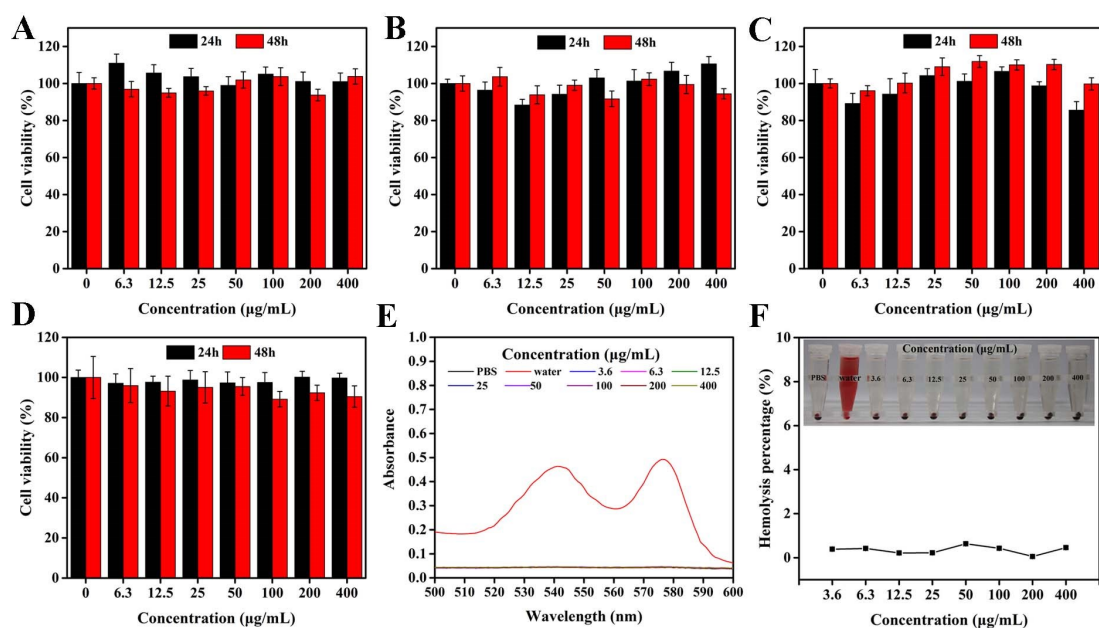 A
24h 48h
120
100
80
60
40
20
0
Cell viability (%)
0 6.3 12.5 25 50 100 200 400
Concentration (μg/mL)
B
24h 48h
120
100
80
60
40
20
0
Cell viability (%)
0 6.3 12.5 25 50 100 200 400
Concentration (μg/mL)
C
24h 48h
120
100
80
60
40
20
0
Cell viability (%)
0 6.3 12.5 25 50 100 200 400
Concentration (μg/mL)
D
24h 48h
120
100
80
60
40
20
0
Cell viability (%)
0 6.3 12.5 25 50 100 200 400
Concentration (μg/mL)
E
Concentration (μg/mL)
PBS water 3.6 6.3 12.5
25 50 100 200 400
1.0
0.9
0.8
0.7
0.6
0.5
0.4
0.3
0.2
0.1
0.0
Absorbance
500 510 520 530 540 550 560 570 580 590 600
Wavelength (nm)
F
Concentration (μg/mL)
PBS water 3.6 6.3 12.5 25 50 100 200 400
10
8
6
4
2
0
Hemolysis percentage (%)
3.6 6.3 12.5 25 50 100 200 400
Concentration (μg/mL)